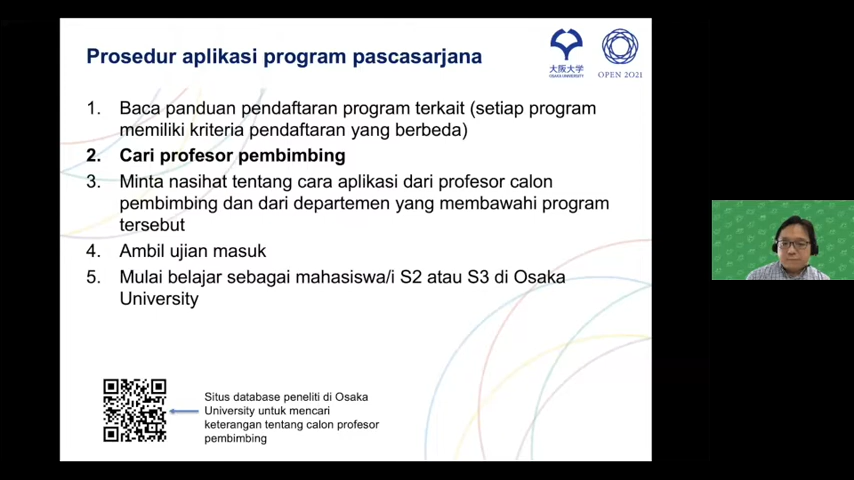 Prosedur aplikasi program pascasarjana
大阪大学
OSAKA UNIVERSITY
OPEN 2021
1. Baca panduan pendaftaran program terkait (setiap program
memiliki kriteria pendaftaran yang berbeda)
2. Cari profesor pembimbing
3. Minta nasihat tentang cara aplikasi dari profesor calon
pembimbing dan dari departemen yang membawahi program
tersebut
4. Ambil ujian masuk
5. Mulai belajar sebagai mahasiswa/i S2 atau S3 di Osaka
University
Situs database peneliti di Osaka
University untuk mencari
keterangan tentang calon profesor
pembimbing